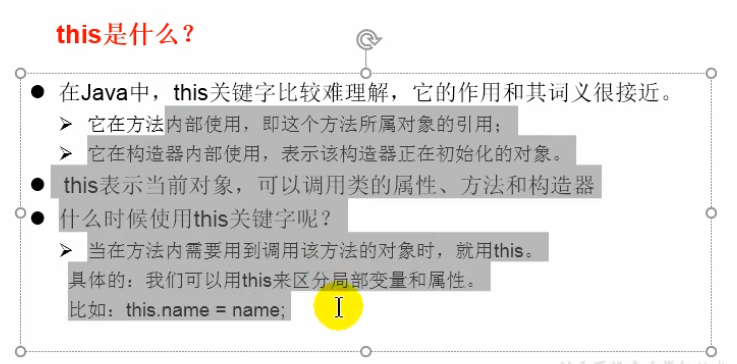 this是什么？
在Java中，this关键字比较难理解，它的作用和其词义很接近。
它在方法内部使用，即这个方法所属对象的引用；
它在构造器内部使用，表示该构造器正在初始化的对象。
this表示当前对象，可以调用类的属性、方法和构造器
什么时候使用this关键字呢？
当在方法内需要用到调用该方法的对象时，就用this。
具体的：我们可以用this来区分局部变量和属性。
比如：this.name = name;